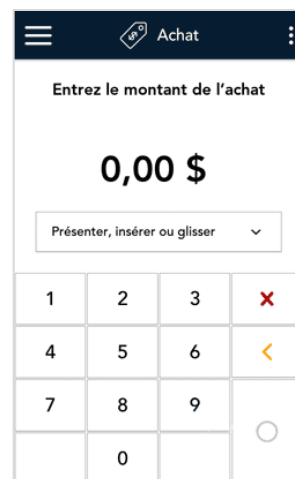 Achat
Entrez le montant de l’achat
0,00 $
Présenter, insérer ou glisser
1 2 3
4 5 6
7 8 9
0